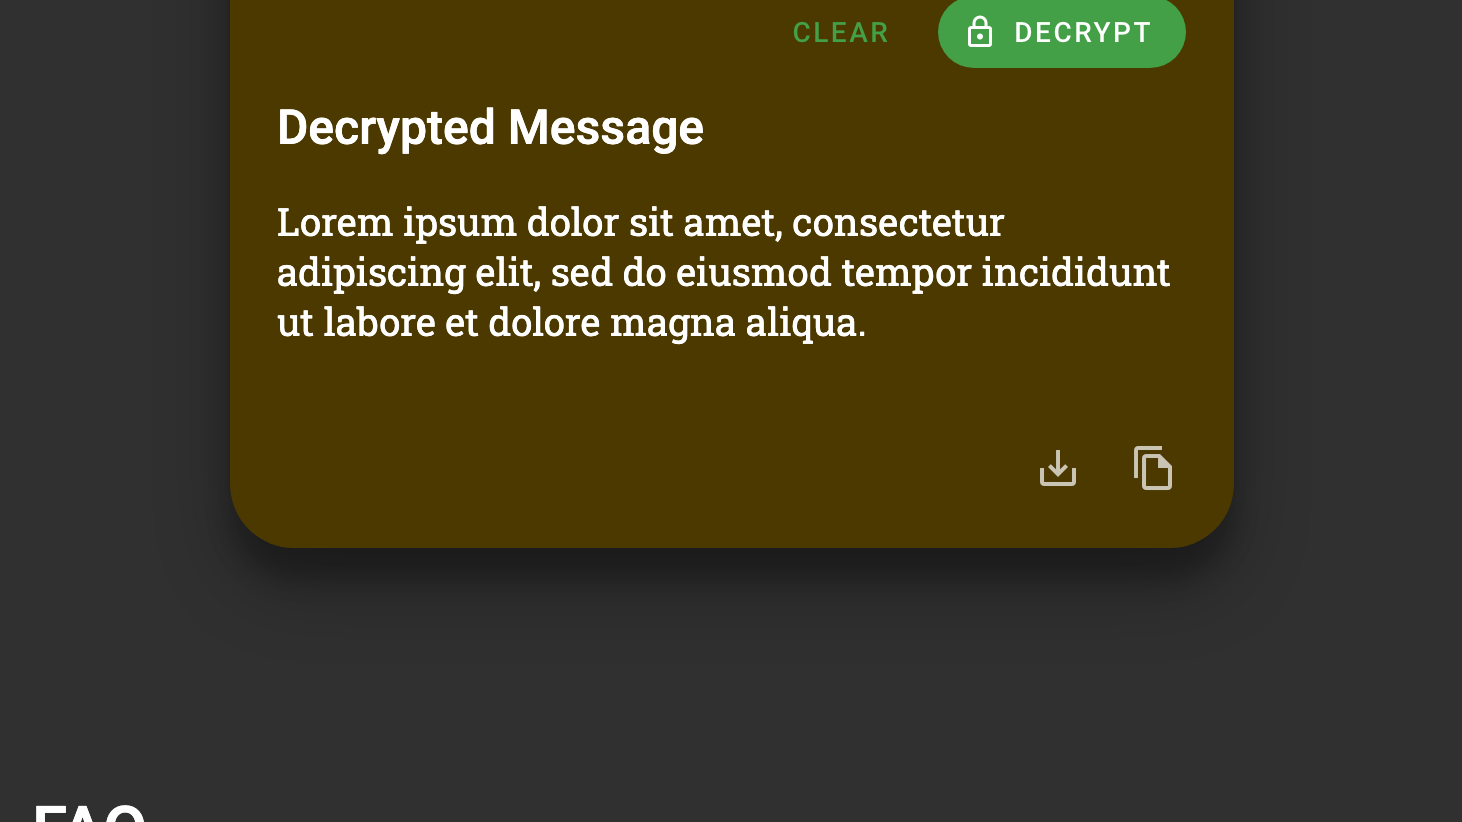 CLEAR DECRYPT
Decrypted Message
Lorem ipsum dolor sit amet, consectetur
adipiscing elit, sed do eiusmod tempor incididunt
ut labore et dolore magna aliqua.
FAQ